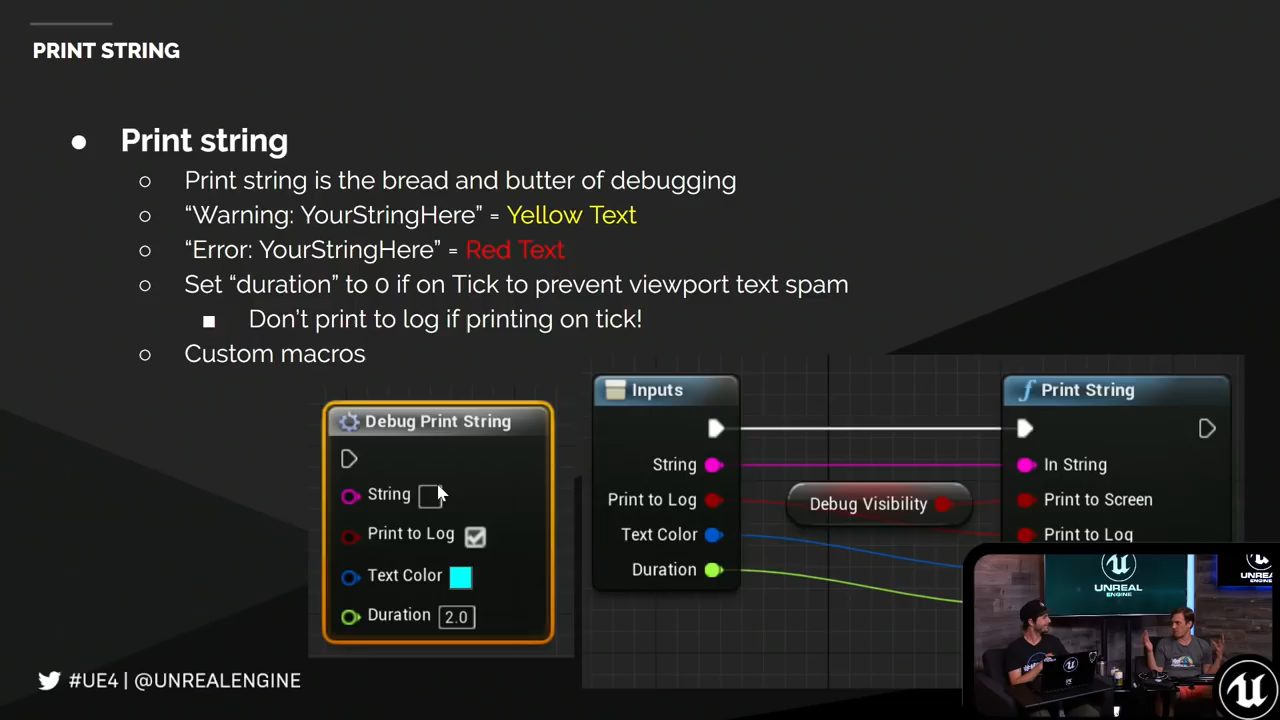 PRINT STRING
● Print string
○ Print string is the bread and butter of debugging
○ “Warning: YourStringHere” = Yellow Text
○ “Error: YourStringHere” = Red Text
○ Set “duration” to 0 if on Tick to prevent viewport text spam
■ Don’t print to log if printing on tick!
○ Custom macros
Debug Print String
String
Print to Log
Text Color
Duration 2.0
Inputs
String
Print to Log
Text Color
Duration
Debug Visibility
f Print String
In String
Print to Screen
Print to Log
UNREAL
ENGINE
#UE4 | @UNREALENGINE